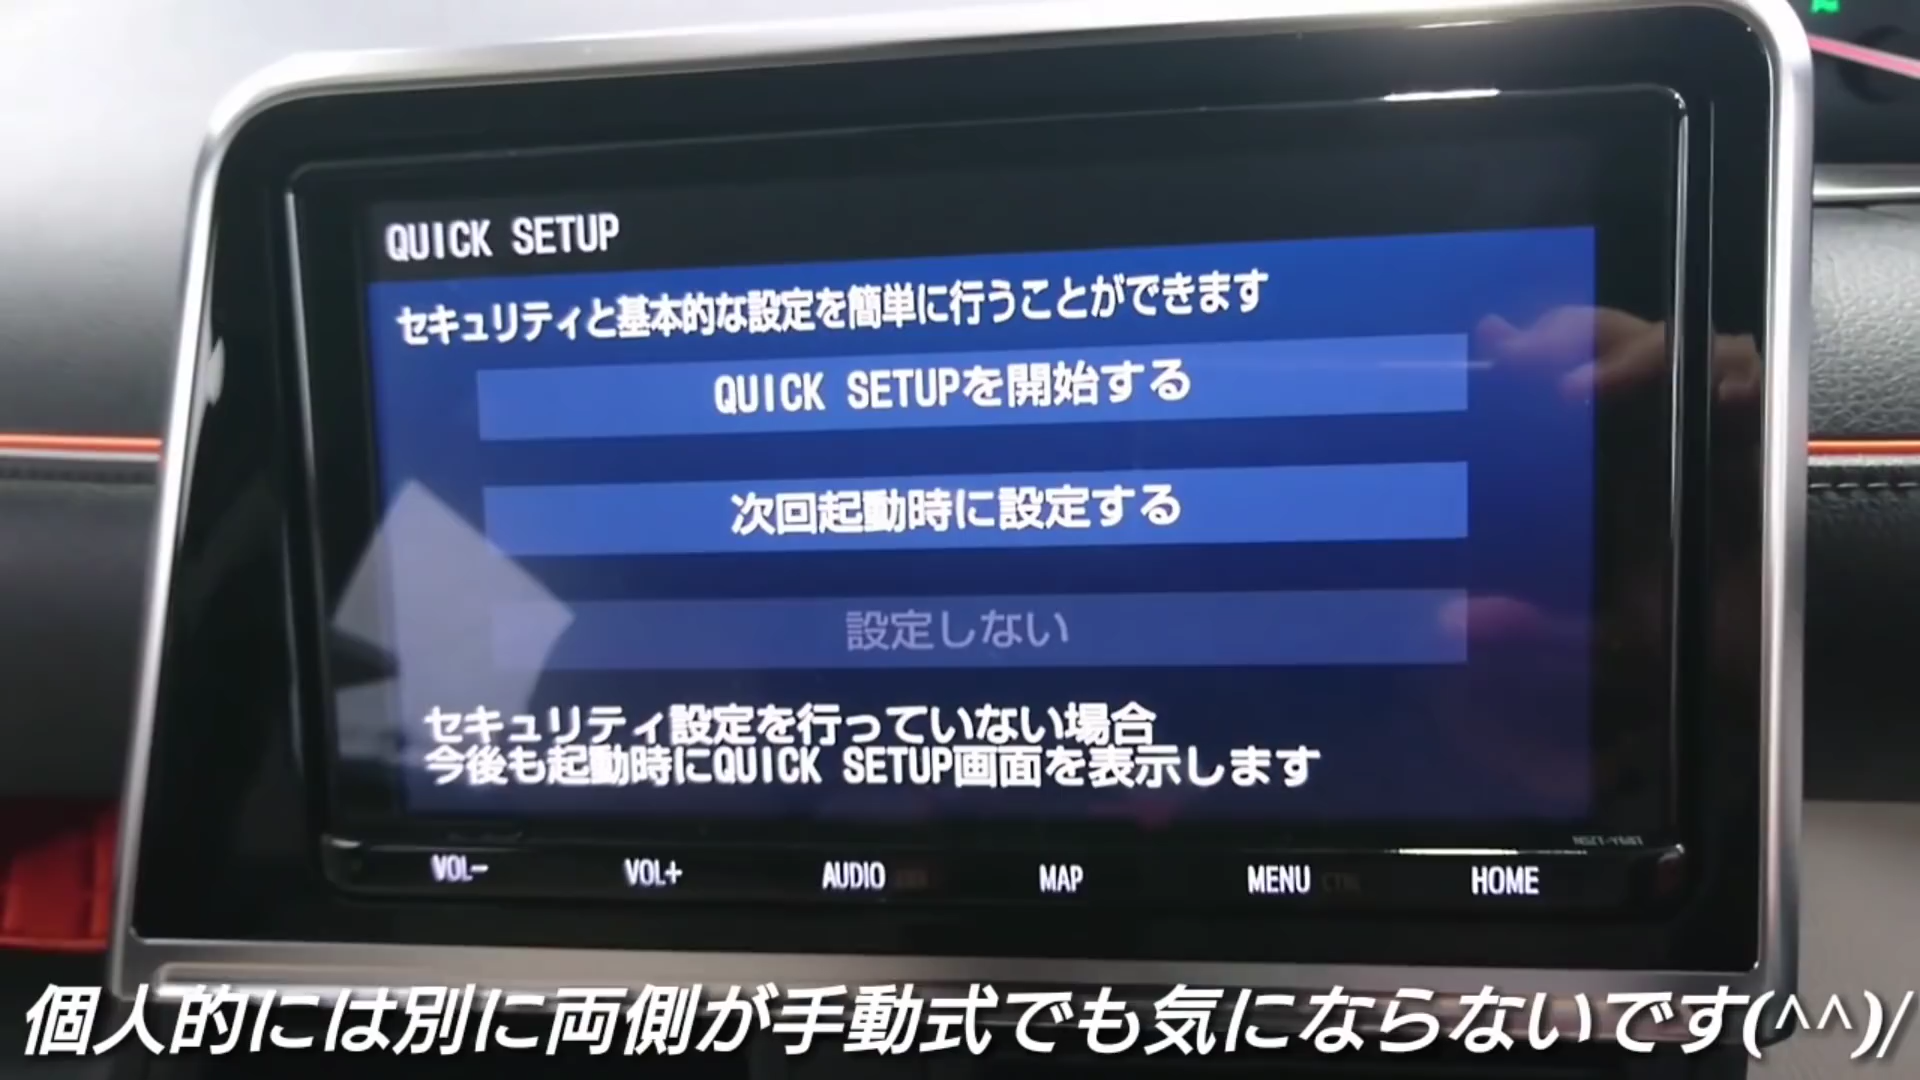 QUICK SETUP
セキュリティと基本的な設定を簡単に行うことができます
QUICK SETUPを開始する
次回起動時に設定する
設定しない
セキュリティ設定を行っていない場合
今後も起動時にQUICK SETUP画面を表示します
NSZT-Y68T
VOL- VOL+ AUDIO MAP MENU CTRL HOME
個人的には別に両側が手動式でも気にならないです(^^)/